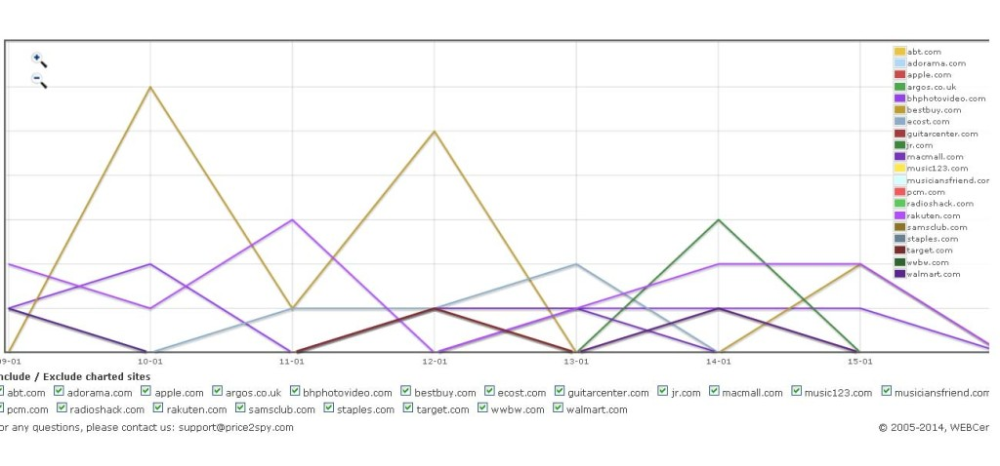 abt.com
adorama.com
apple.com
argos.co.uk
bhphotovideo.com
bestbuy.com
ecost.com
guitarcenter.com
jr.com
macmall.com
music123.com
musiciansfriend.cor
pcm.com
radioshack.com
rakuten.com
samsclub.com
staples.com
target.com
wwbw.com
walmart.com
09-01 10-01 11-01 12-01 13-01 14-01 15-01
nclude / Exclude charted sites
abt.com adorama.com apple.com argos.co.uk bhphotovideo.com bestbuy.com ecost.com guitarcenter.com jr.com macmall.com music123.com musiciansfriend.com
pcm.com radioshack.com rakuten.com samsclub.com staples.com target.com wwbw.com walmart.com
or any questions, please contact us: support@price2spy.com © 2005-2014, WEBCer